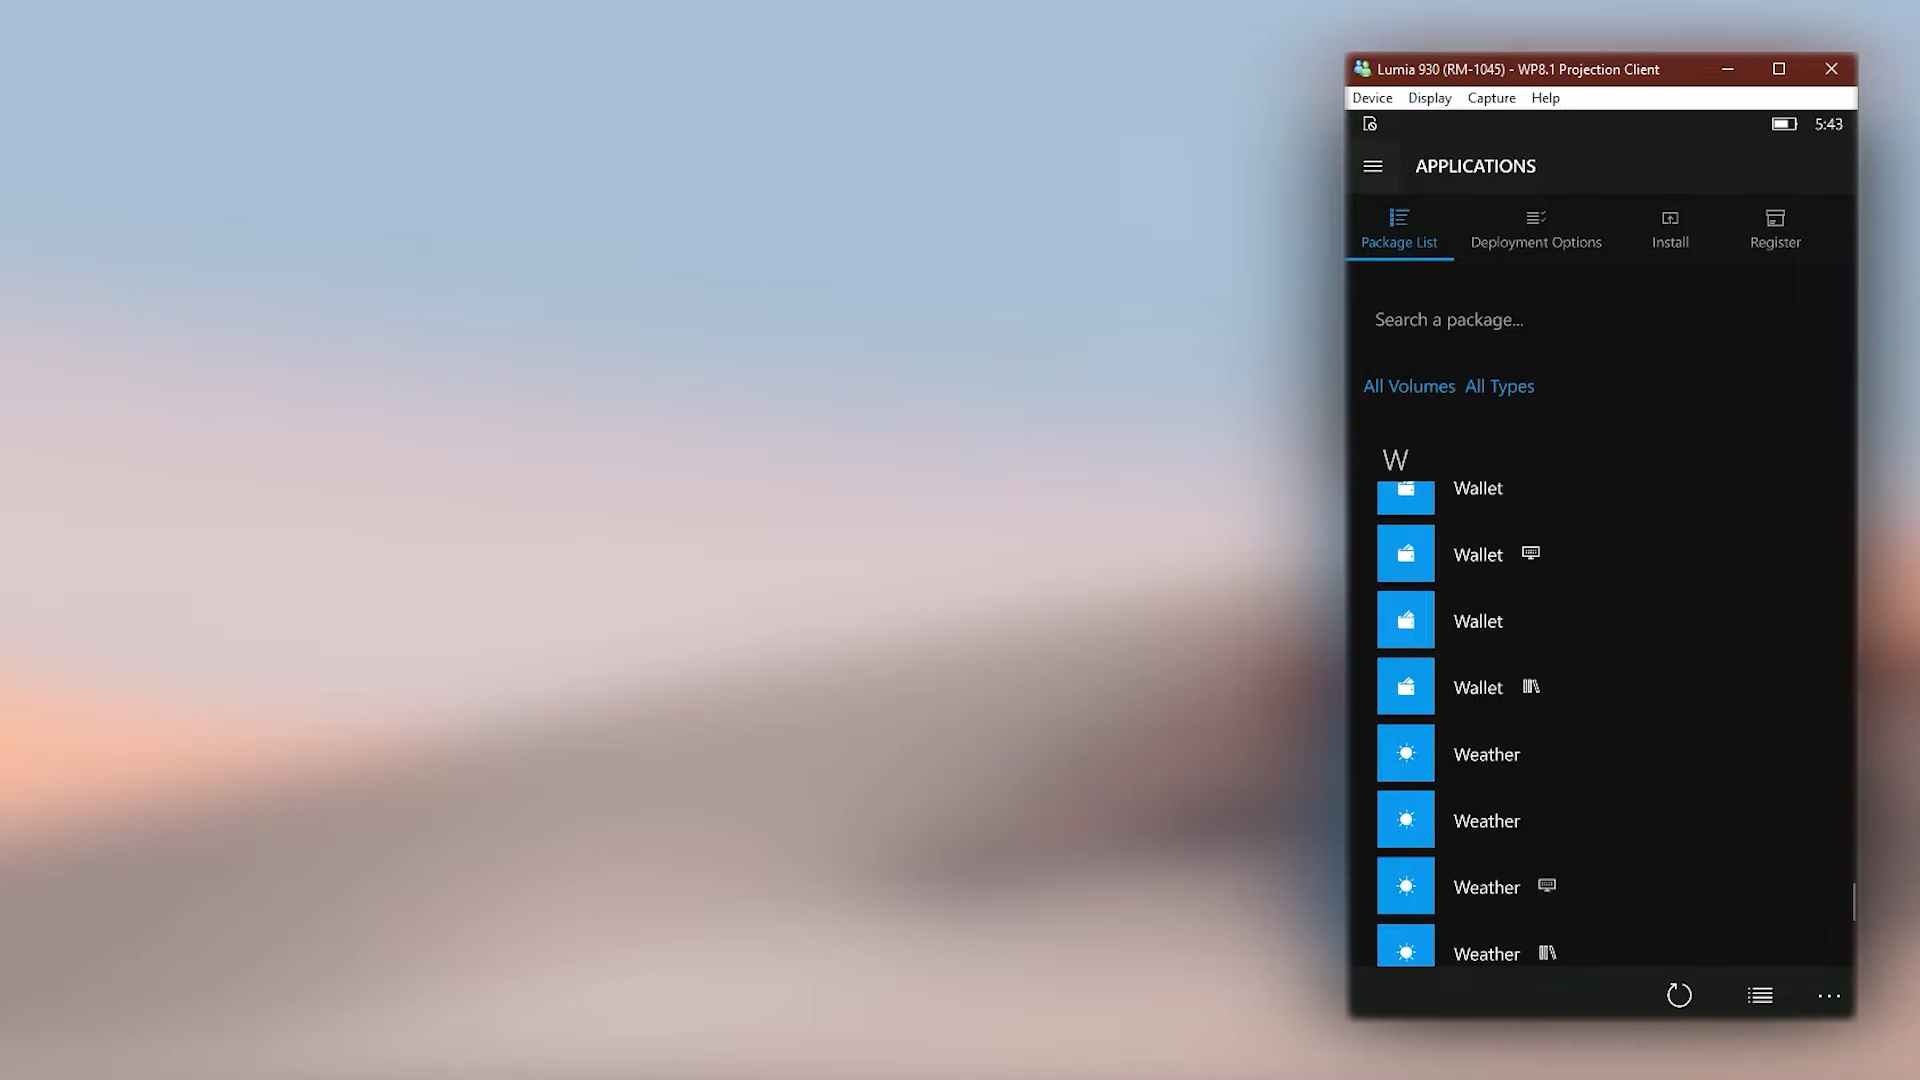 Lumia 930 (RM-1045) - WP8.1 Projection Client
Device Display Capture Help
5:43
APPLICATIONS
Package List Deployment Options Install Register
Search a package...
All Volumes All Types
W
Wallet
Wallet
Wallet
Wallet
Weather
Weather
Weather
Weather